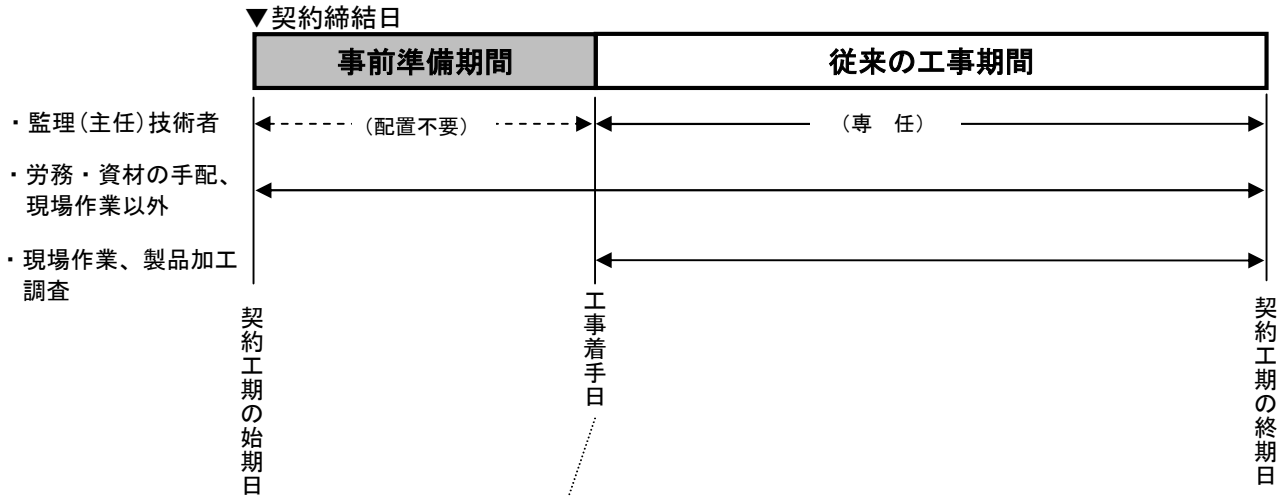 ▼契約締結日
事前準備期間
従来の工事期間
・監理(主任)技術者
(配置不要)
(専 任)
・労務・資材の手配、
現場作業以外
・現場作業、製品加工
調査
契約工期の始期日
工事着手日
契約工期の終期日